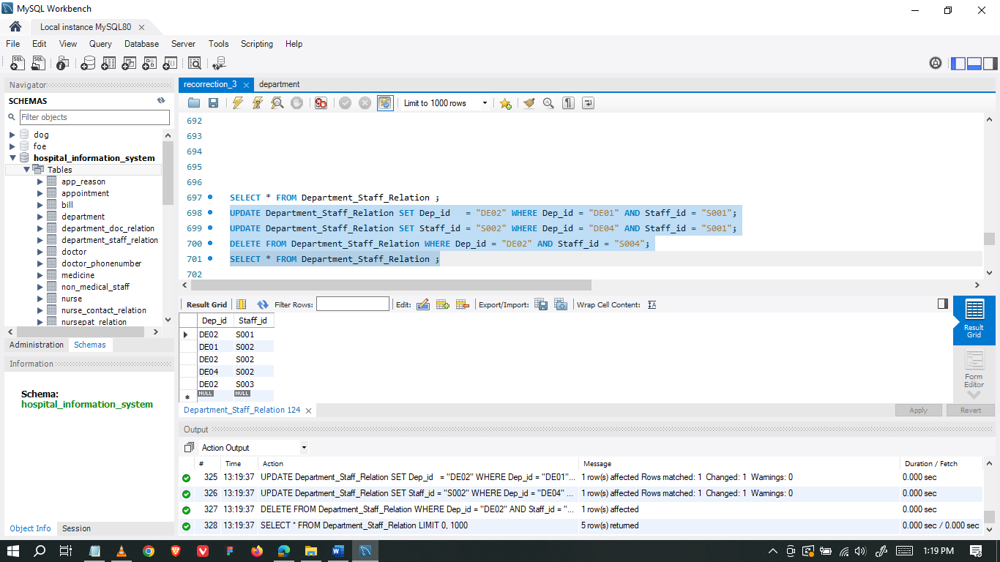 MySQL Workbench
Local instance MySQL80
File Edit View Query Database Server Tools Scripting Help
Navigator
SCHEMAS
Filter objects
dog
foe
hospital_information_system
Tables
app_reason
appointment
bill
department
department_doc_relation
department_staff_relation
doctor
doctor_phonenumber
medicine
non_medical_staff
nurse
nurse_contact_relation
nursepat_relation
Administration Schemas
Information
Schema:
hospital_information_system
Object Info Session
recorrection_3 department
Limit to 1000 rows
692
693
694
695
696
697 SELECT * FROM Department_Staff_Relation ;
698 UPDATE Department_Staff_Relation SET Dep_id   = "DE02" WHERE Dep_id = "DE01" AND Staff_id = "S001";
699 UPDATE Department_Staff_Relation SET Staff_id = "S002" WHERE Dep_id = "DE04" AND Staff_id = "S001";
700 DELETE FROM Department_Staff_Relation WHERE Dep_id = "DE02" AND Staff_id = "S004";
701 SELECT * FROM Department_Staff_Relation ;
702
Result Grid Filter Rows: Edit: Export/Import: Wrap Cell Content:
Dep_id Staff_id
DE02 S001
DE01 S002
DE02 S002
DE04 S002
DE02 S003
NULL NULL
Result Grid
Form Editor
Department_Staff_Relation 124
Apply Revert
Output
Action Output
# Time Action Message Duration / Fetch
325 13:19:37 UPDATE Department_Staff_Relation SET Dep_id   = "DE02" WHERE Dep_id = "DE01"... 1 row(s) affected Rows matched: 1  Changed: 1  Warnings: 0 0.000 sec
326 13:19:37 UPDATE Department_Staff_Relation SET Staff_id = "S002" WHERE Dep_id = "DE04" ... 1 row(s) affected Rows matched: 1  Changed: 1  Warnings: 0 0.000 sec
327 13:19:37 DELETE FROM Department_Staff_Relation WHERE Dep_id = "DE02" AND Staff_id = "... 1 row(s) affected 0.000 sec
328 13:19:37 SELECT * FROM Department_Staff_Relation LIMIT 0, 1000 5 row(s) returned 0.000 sec / 0.000 sec
1:19 PM